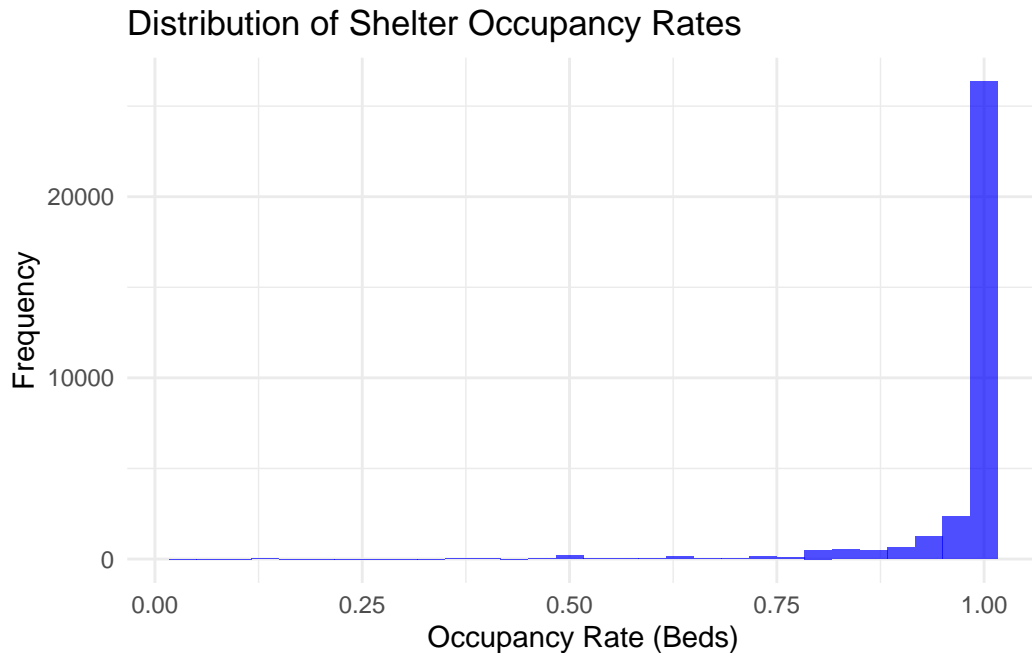 Distribution of Shelter Occupancy Rates
Frequency
20000
10000
0
0.00 0.25 0.50 0.75 1.00
Occupancy Rate (Beds)